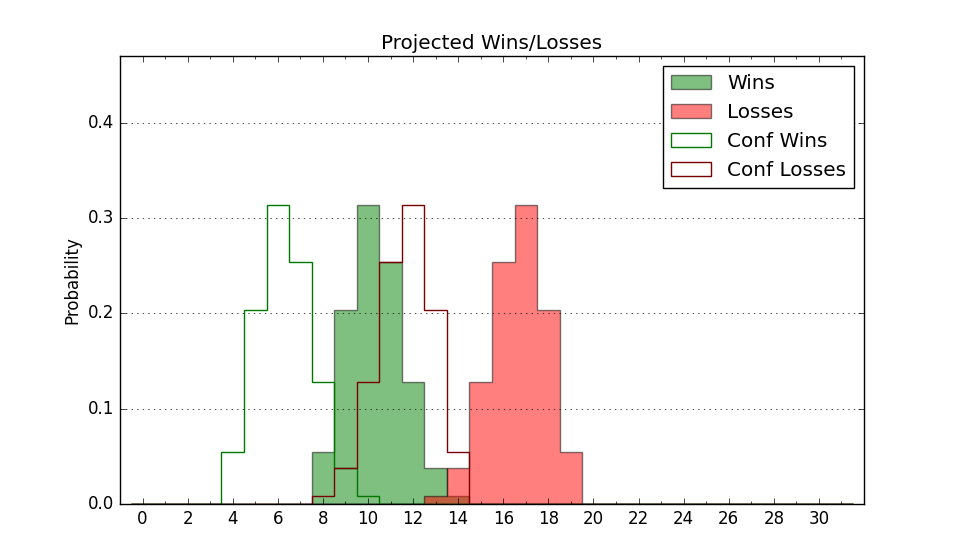 Projected Wins/Losses
Wins
Losses
Conf Wins
Conf Losses
Probability
0.4
0.3
0.2
0.1
0.0
0 2 4 6 8 10 12 14 16 18 20 22 24 26 28 30